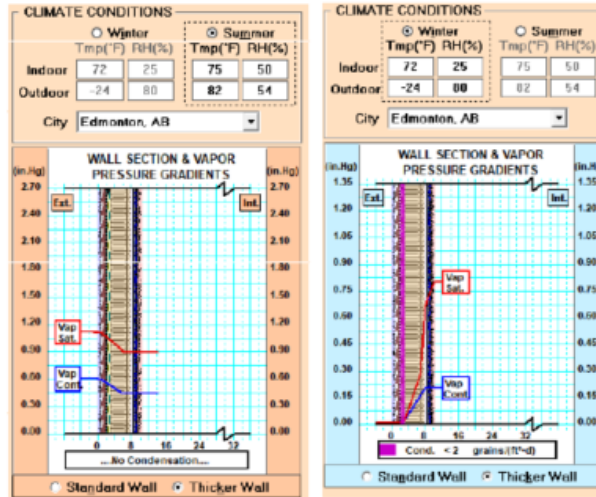 CLIMATE CONDITIONS
Winter Summer
Tmp(°F) RH(%) Tmp(°F) RH(%)
Indoor 72 25 75 50
Outdoor -24 80 82 54
City Edmonton, AB
(in.Hg) WALL SECTION & VAPOR PRESSURE GRADIENTS (in.Hg)
2.70 2.70
Ext. Int.
2.40 2.40
2.10 2.10
1.80 1.80
1.50 1.50
1.20 1.20
Vap Sat.
0.90 0.90
Vap Cont
0.60 0.60
0.30 0.30
0.00 0.00
0 8 16 24 32
....No Condensation....
Standard Wall Thicker Wall
CLIMATE CONDITIONS
Winter Summer
Tmp(°F) RH(%) Tmp(°F) RH(%)
Indoor 72 25 75 50
Outdoor -24 80 82 54
City Edmonton, AB
(in.Hg) WALL SECTION & VAPOR PRESSURE GRADIENTS (in.Hg)
1.35 1.35
Ext. Int.
1.20 1.20
1.05 1.05
0.90 0.90
Vap Sat.
0.75 0.75
0.60 0.60
0.45 0.45
0.30 0.30
Vap Cont
0.15 0.15
0.00 0.00
0 8 16 24 32
Cond. < 2 grains/(ft²·d)
Standard Wall Thicker Wall